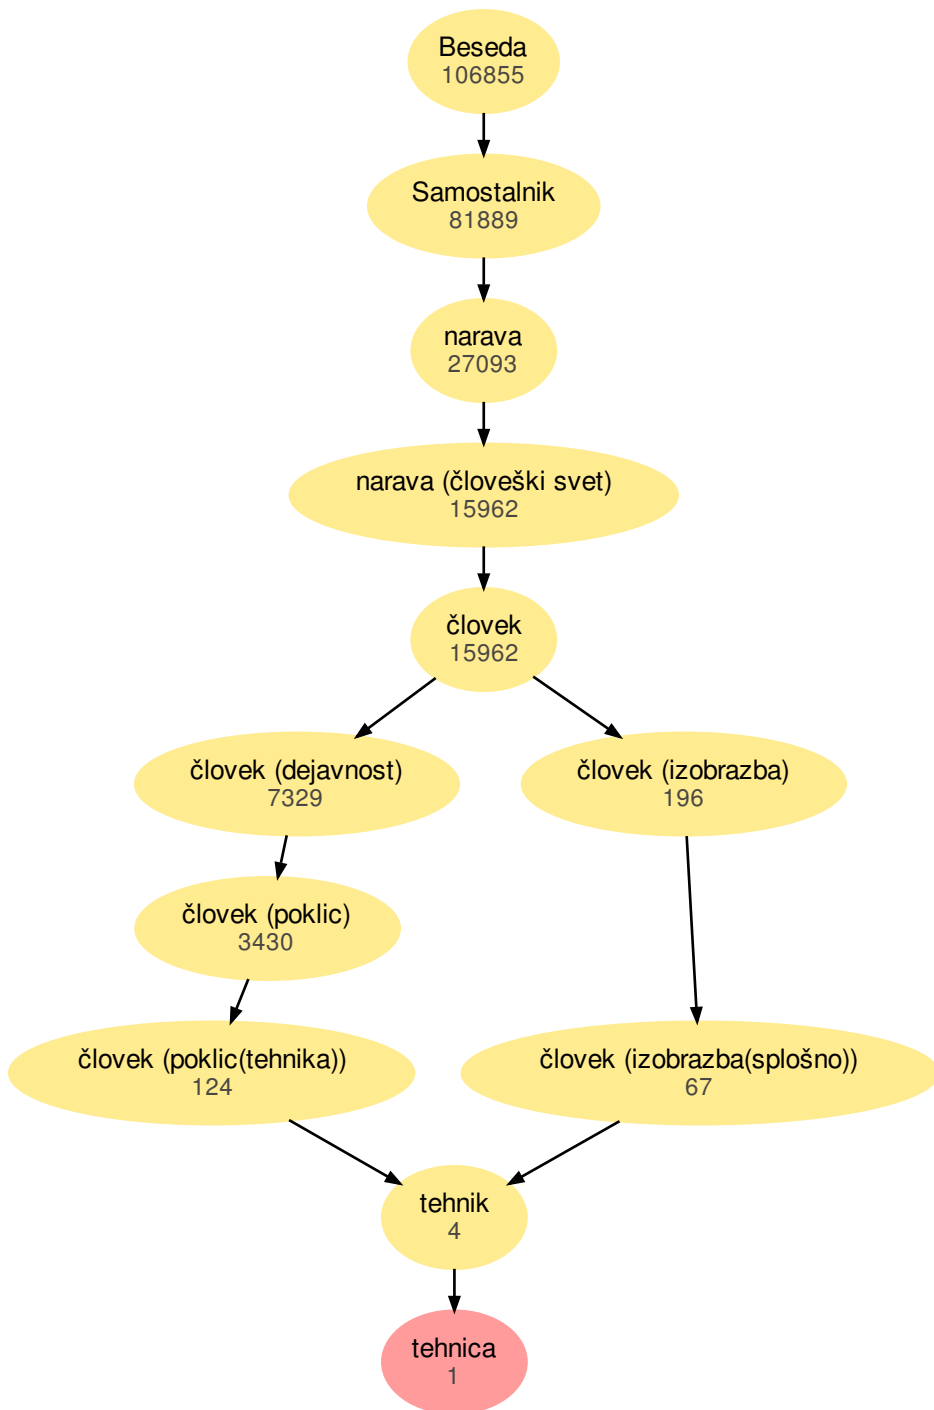 Beseda
106855
Samostalnik
81889
narava
27093
narava (človeški svet)
15962
človek
15962
človek (dejavnost)
7329
človek (izobrazba)
196
človek (poklic)
3430
človek (poklic(tehnika))
124
človek (izobrazba(splošno))
67
tehnik
4
tehnica
1